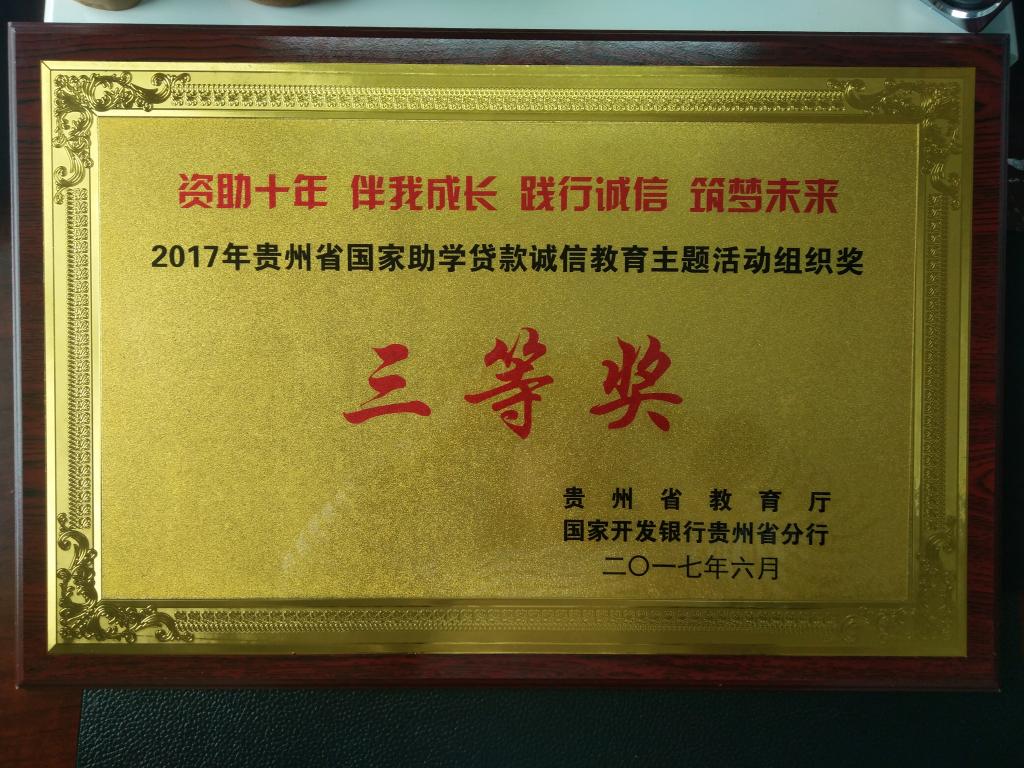 资助十年 伴我成长 践行诚信 筑梦未来
2017年贵州省国家助学贷款诚信教育主题活动组织奖
三等奖
贵州省教育厅
国家开发银行贵州省分行
二〇一七年六月